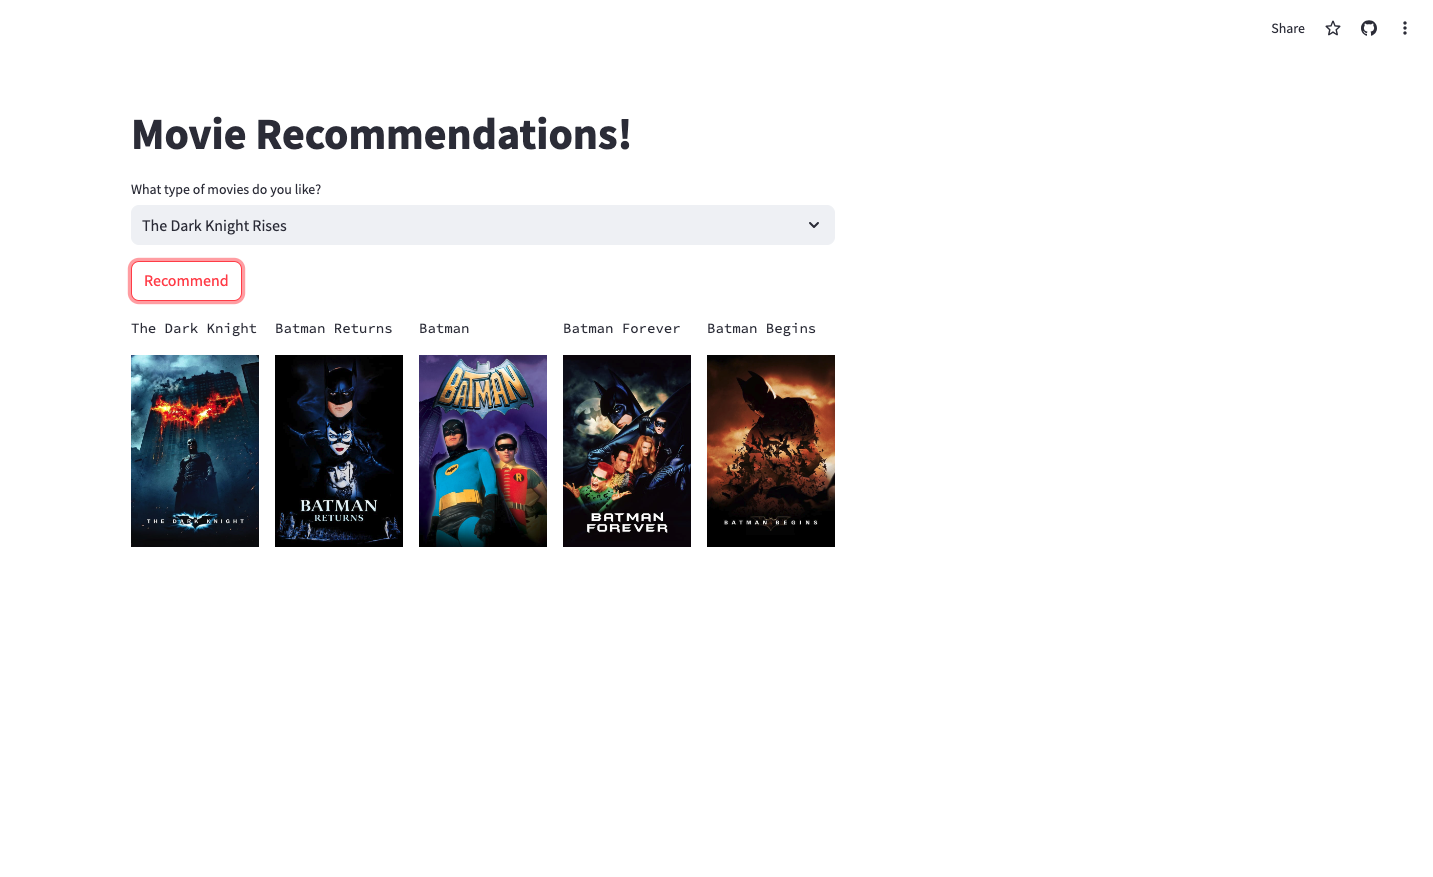 Share
Movie Recommendations!
What type of movies do you like?
The Dark Knight Rises
Recommend
The Dark Knight
Batman Returns
Batman
Batman Forever
Batman Begins
THE DARK KNIGHT
BATMAN
RETURNS
BATMAN
BATMAN
FOREVER
BATMAN BEGINS